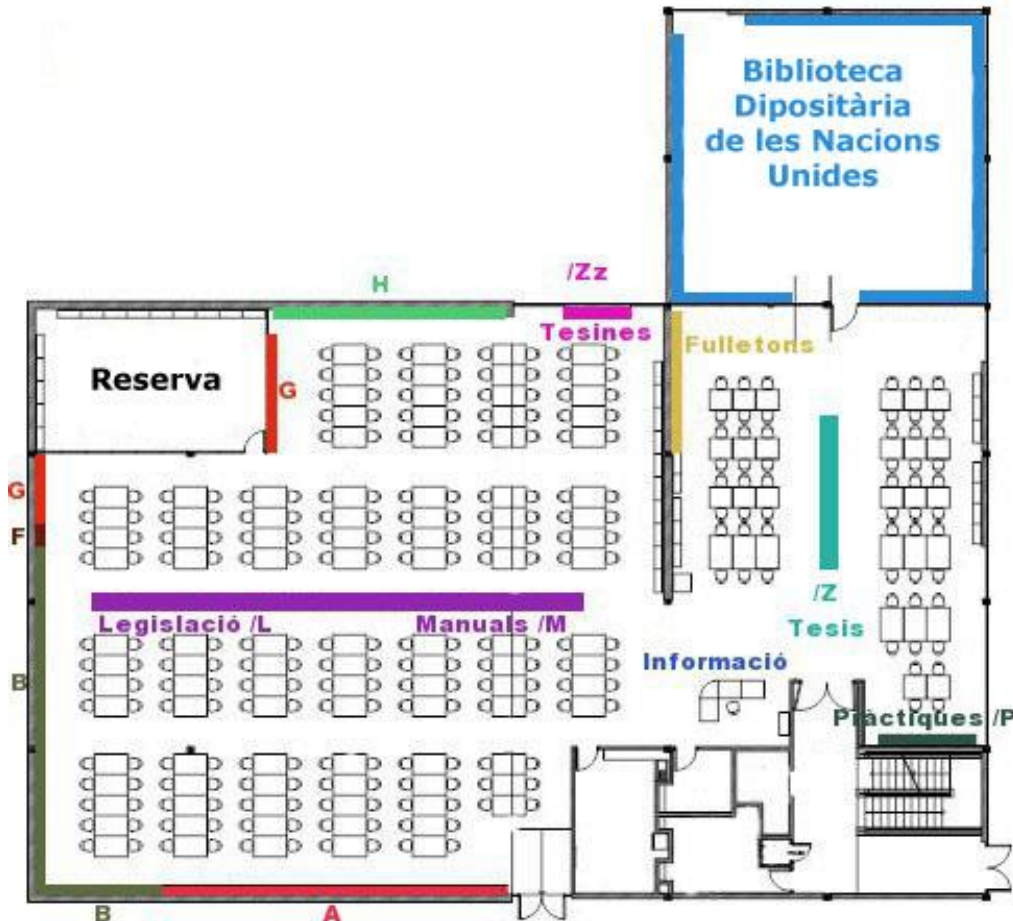 Biblioteca
Dipositària
de les Nacions
Unides
/Zz
H
Tesines
Fulletons
Reserva
G
G
F
/Z
Legislació /L
Manuals /M
Tesis
Informació
B
Pràctiques /P
B
A